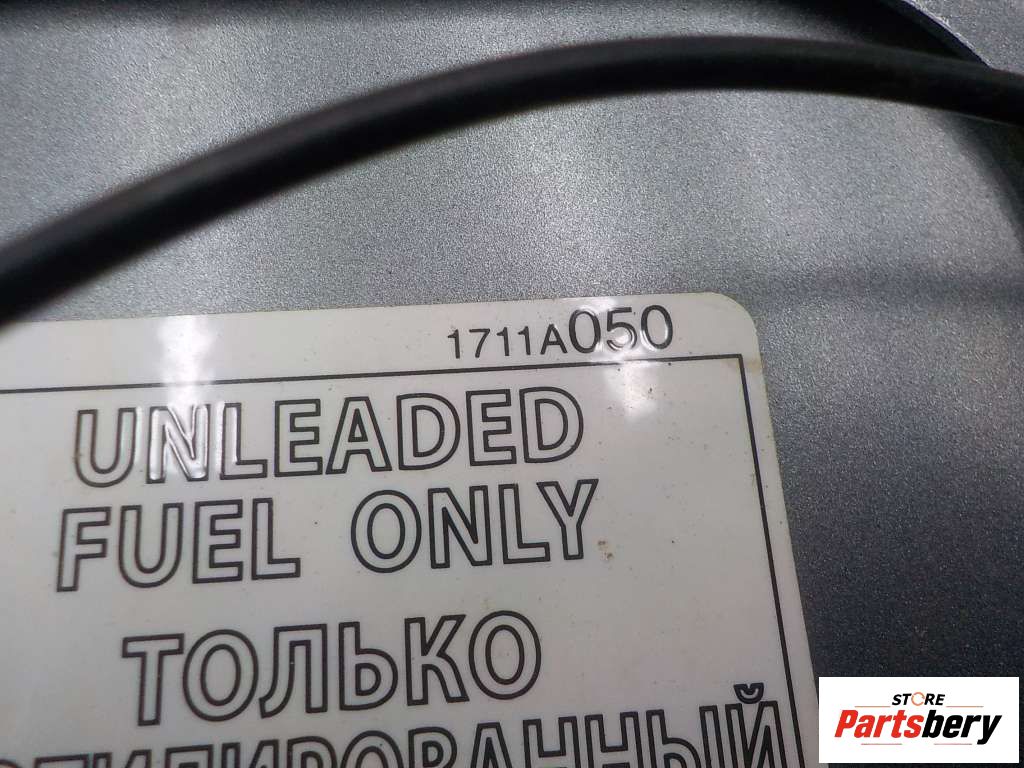 1711A050
UNLEADED
FUEL ONLY
ТОЛЬКО
STORE
Partsbery